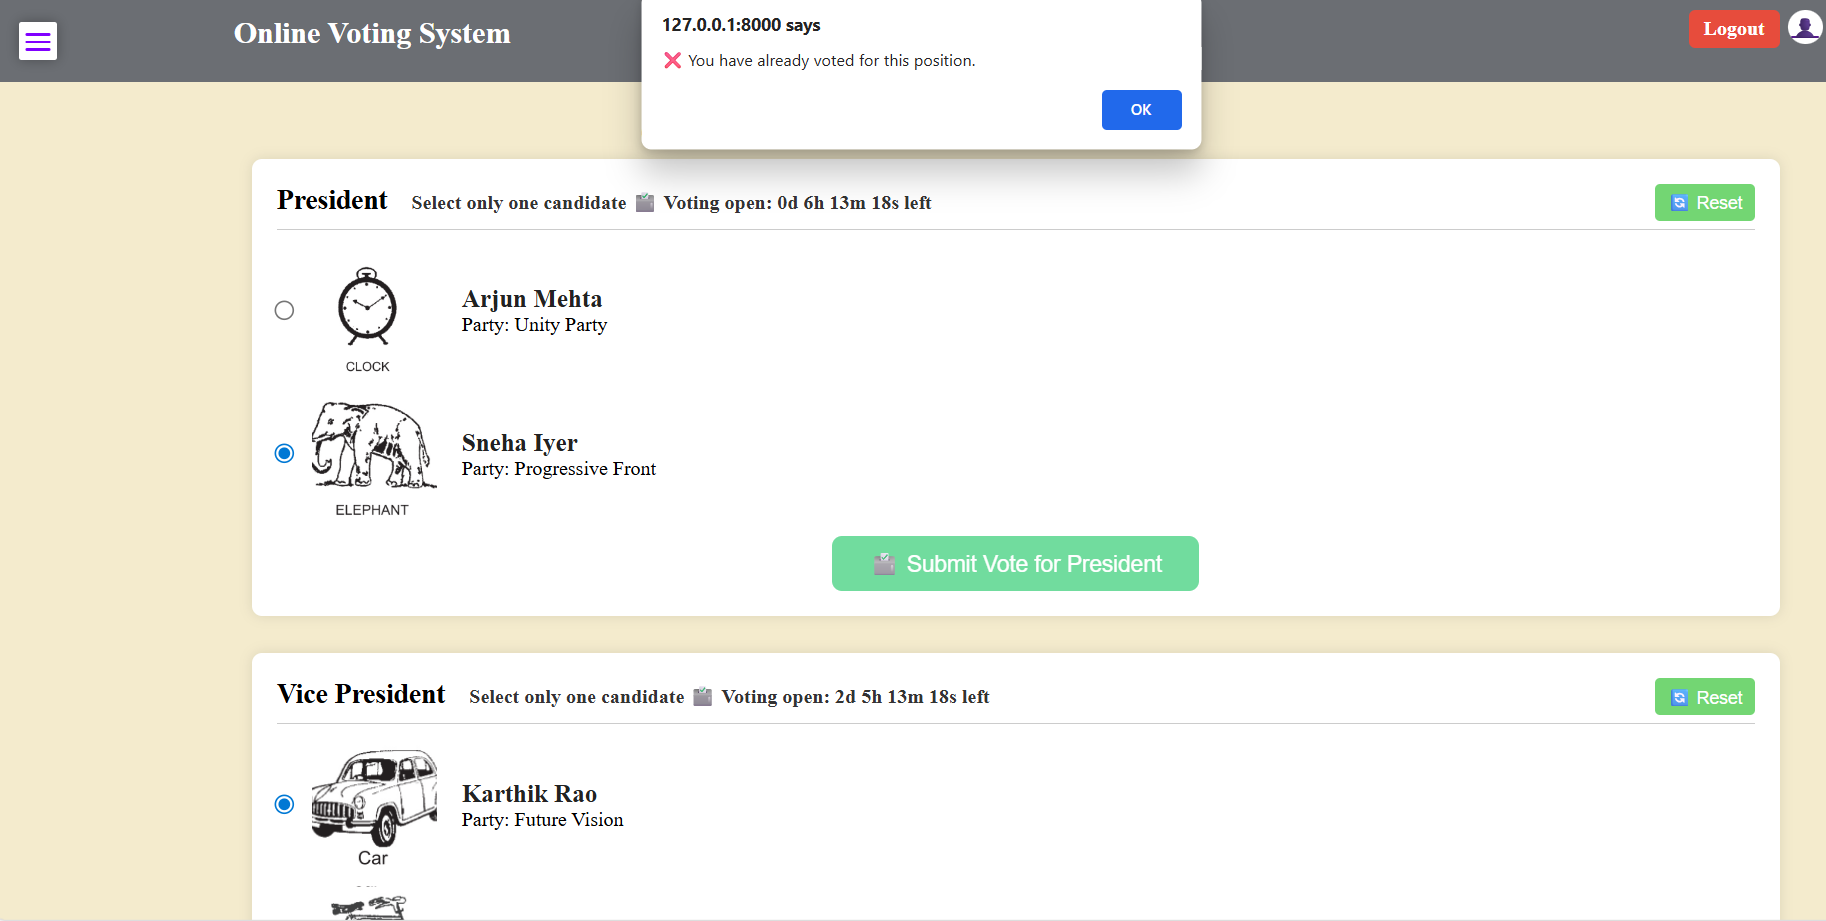 Online Voting System
127.0.0.1:8000 says
❌ You have already voted for this position.
OK
Logout
President Select only one candidate 🗳️ Voting open: 0d 6h 13m 18s left
🔄 Reset
Arjun Mehta
Party: Unity Party
CLOCK
Sneha Iyer
Party: Progressive Front
ELEPHANT
🗳️ Submit Vote for President
Vice President Select only one candidate 🗳️ Voting open: 2d 5h 13m 18s left
🔄 Reset
Karthik Rao
Party: Future Vision
Car